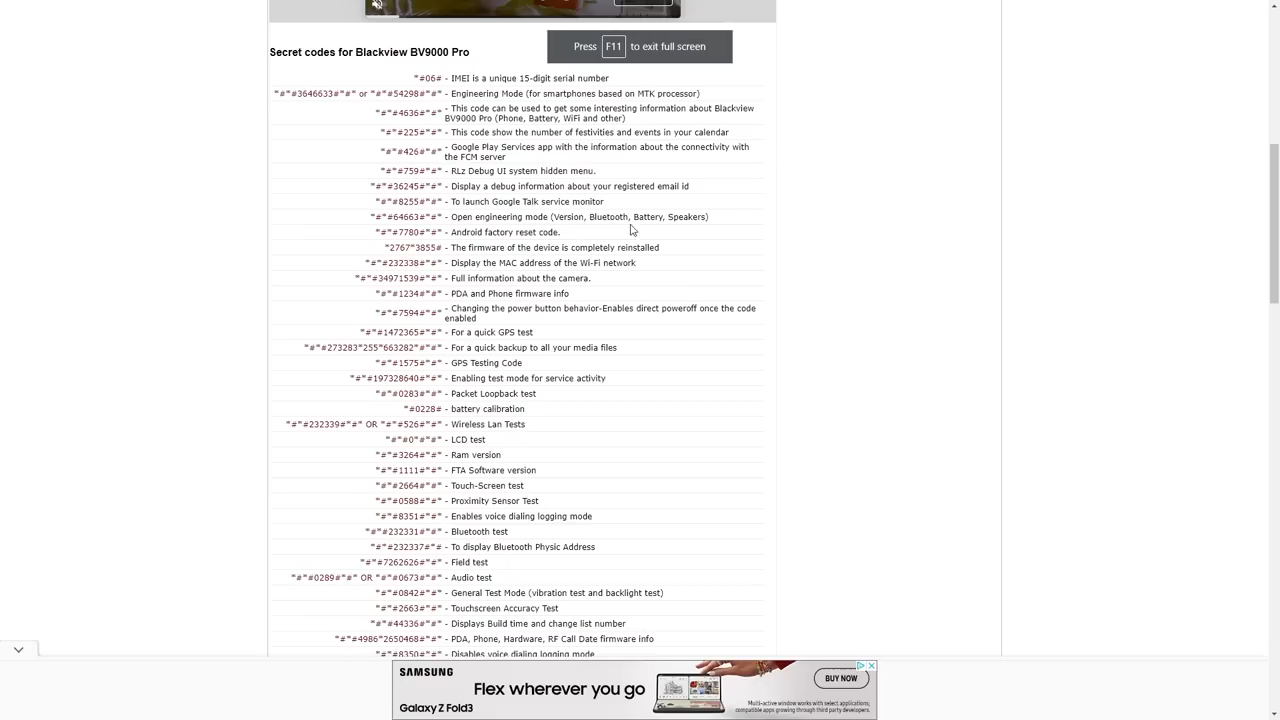 Press F11 to exit full screen
Secret codes for Blackview BV9000 Pro
*#06# - IMEI is a unique 15-digit serial number
*#*#3646633#*#* or *#*#54298#*#* - Engineering Mode (for smartphones based on MTK processor)
*#*#4636#*#* - This code can be used to get some interesting information about Blackview
BV9000 Pro (Phone, Battery, WiFi and other)
*#*#225#*#* - This code show the number of festivities and events in your calendar
*#*#426#*#* - Google Play Services app with the information about the connectivity with
the FCM server
*#*#759#*#* - RLz Debug UI system hidden menu.
*#*#36245#*#* - Display a debug information about your registered email id
*#*#8255#*#* - To launch Google Talk service monitor
*#*#64663#*#* - Open engineering mode (Version, Bluetooth, Battery, Speakers)
*#*#7780#*#* - Android factory reset code.
*2767*3855# - The firmware of the device is completely reinstalled
*#*#232338#*#* - Display the MAC address of the Wi-Fi network
*#*#34971539#*#* - Full information about the camera.
*#*#1234#*#* - PDA and Phone firmware info
*#*#7594#*#* - Changing the power button behavior-Enables direct poweroff once the code
enabled
*#*#1472365#*#* - For a quick GPS test
*#*#273283*255*663282*#*#* - For a quick backup to all your media files
*#*#1575#*#* - GPS Testing Code
*#*#197328640#*#* - Enabling test mode for service activity
*#*#0283#*#* - Packet Loopback test
*#0228# - battery calibration
*#*#232339#*#* OR *#*#526#*#* - Wireless Lan Tests
*#*#0*#*#* - LCD test
*#*#3264#*#* - Ram version
*#*#1111#*#* - FTA Software version
*#*#2664#*#* - Touch-Screen test
*#*#0588#*#* - Proximity Sensor Test
*#*#8351#*#* - Enables voice dialing logging mode
*#*#232331#*#* - Bluetooth test
*#*#232337#*# - To display Bluetooth Physic Address
*#*#7262626#*#* - Field test
*#*#0289#*#* OR *#*#0673#*#* - Audio test
*#*#0842#*#* - General Test Mode (vibration test and backlight test)
*#*#2663#*#* - Touchscreen Accuracy Test
*#*#44336#*#* - Displays Build time and change list number
*#*#4986*2650468#*#* - PDA, Phone, Hardware, RF Call Date firmware info
*#*#8350#*#* - Disables voice dialing logging mode
SAMSUNG
Flex wherever you go
Galaxy Z Fold3
BUY NOW
Multi-active window works with select applications;
compatible apps growing through third party developers.